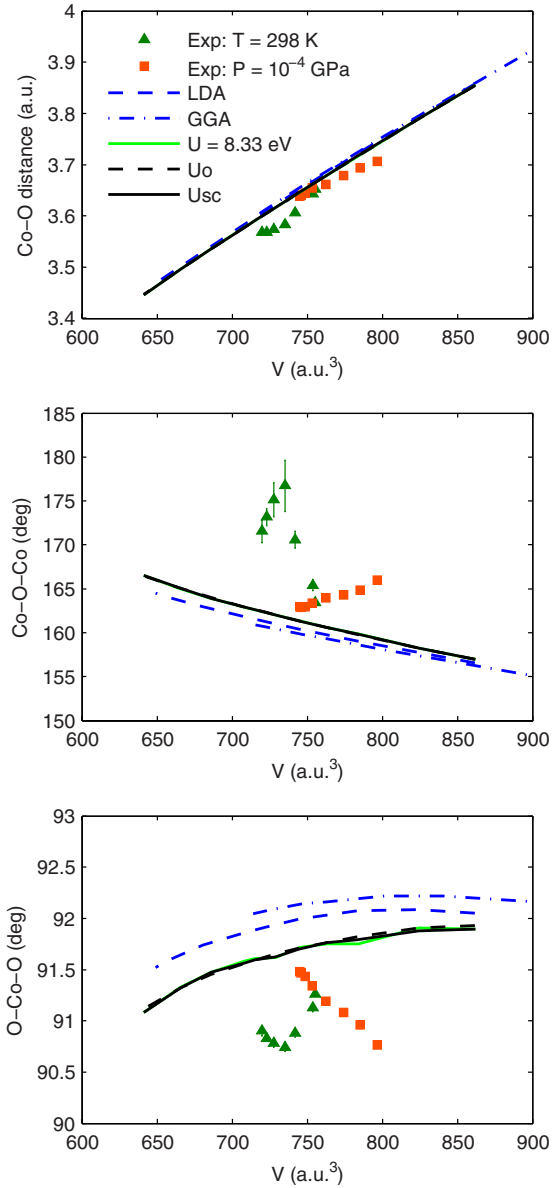 4
3.9
3.8
3.7
3.6
3.5
3.4
Co–O distance (a.u.)
Exp: T = 298 K
Exp: P = 10⁻⁴ GPa
LDA
GGA
U = 8.33 eV
Uo
Usc
600 650 700 750 800 850 900
V (a.u.³)
185
180
175
170
165
160
155
150
Co–O–Co (deg)
600 650 700 750 800 850 900
V (a.u.³)
93
92.5
92
91.5
91
90.5
90
O–Co–O (deg)
600 650 700 750 800 850 900
V (a.u.³)